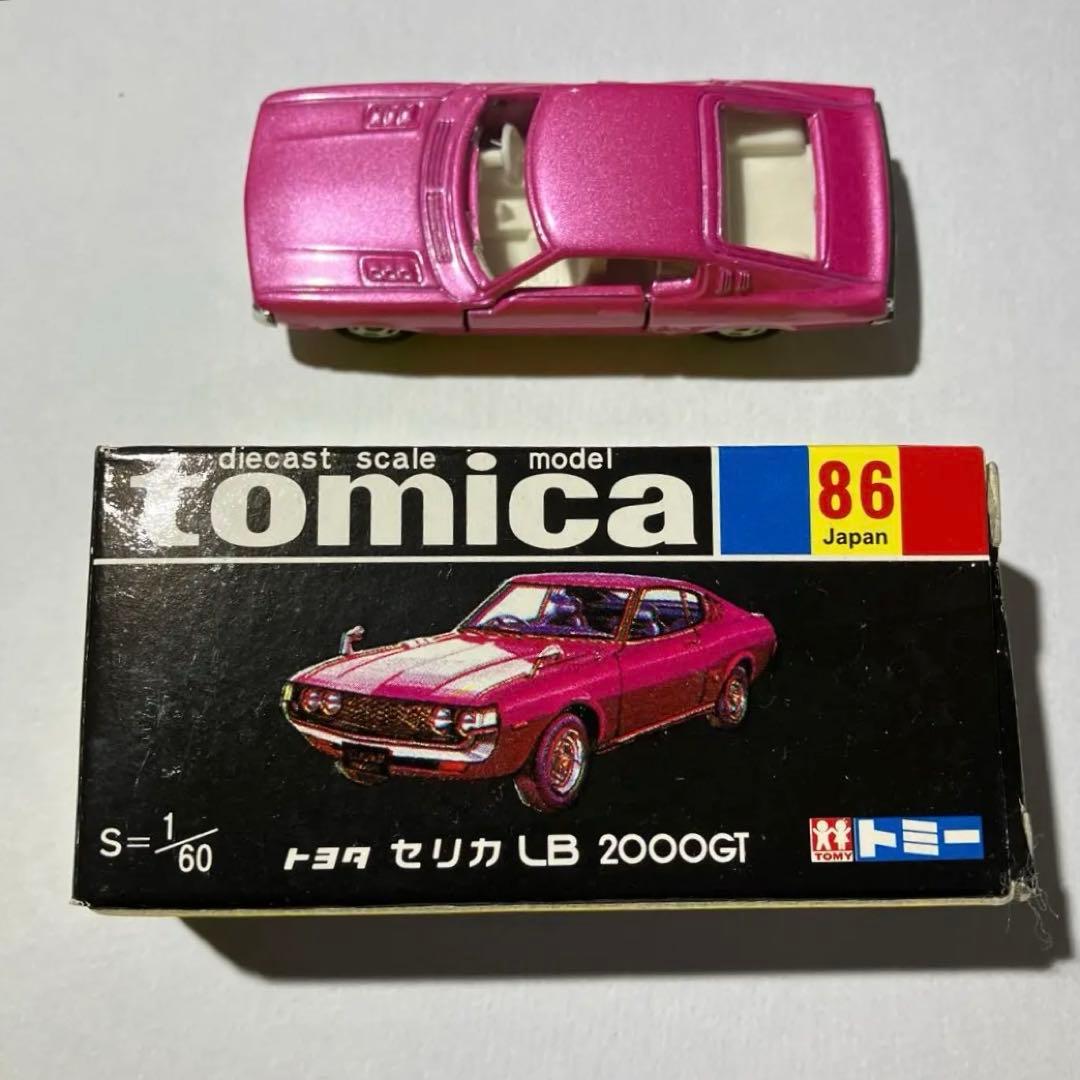 diecast scale model
tomica
86
Japan
S=1/60
トヨタ セリカ LB 2000GT
TOMY
トミー